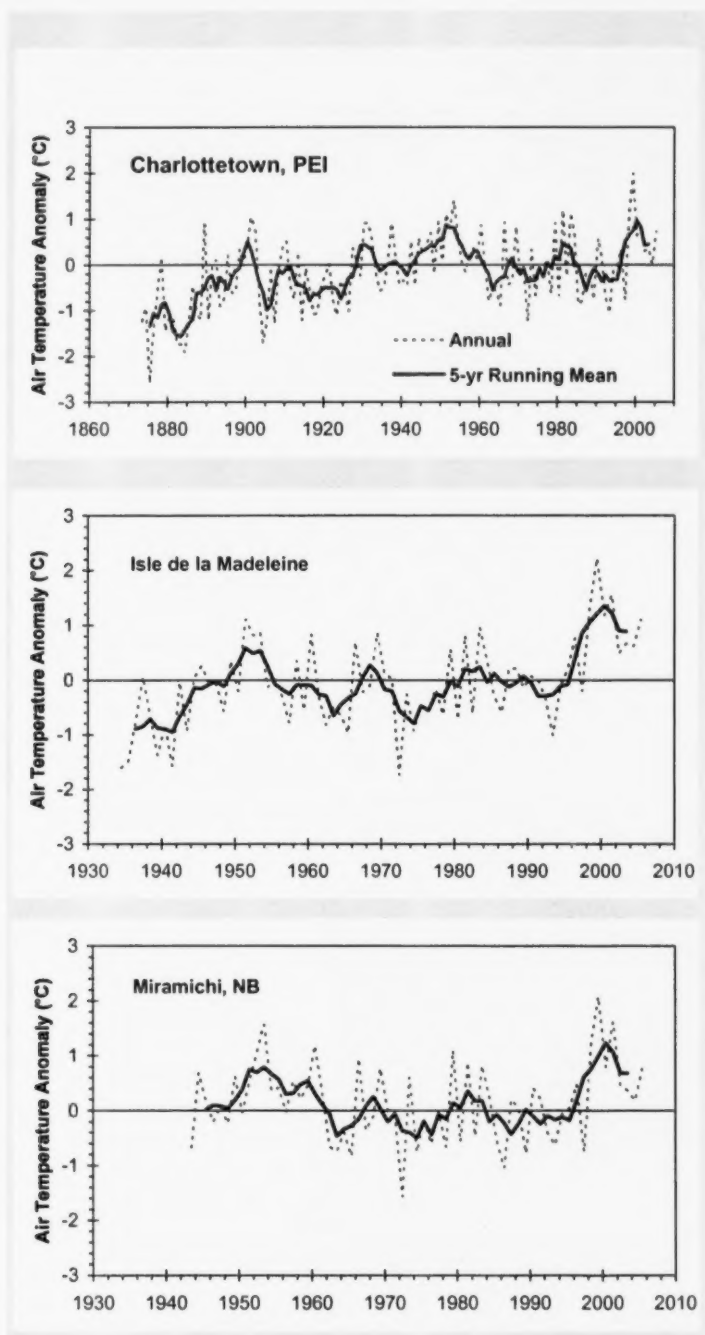 Air Temperature Anomaly (°C)
3
2
1
0
-1
-2
-3
Charlottetown, PEI
Annual
5-yr Running Mean
1860 1880 1900 1920 1940 1960 1980 2000
Air Temperature Anomaly (°C)
3
2
1
0
-1
-2
-3
Isle de la Madeleine
1930 1940 1950 1960 1970 1980 1990 2000 2010
Air Temperature Anomaly (°C)
3
2
1
0
-1
-2
-3
Miramichi, NB
1930 1940 1950 1960 1970 1980 1990 2000 2010